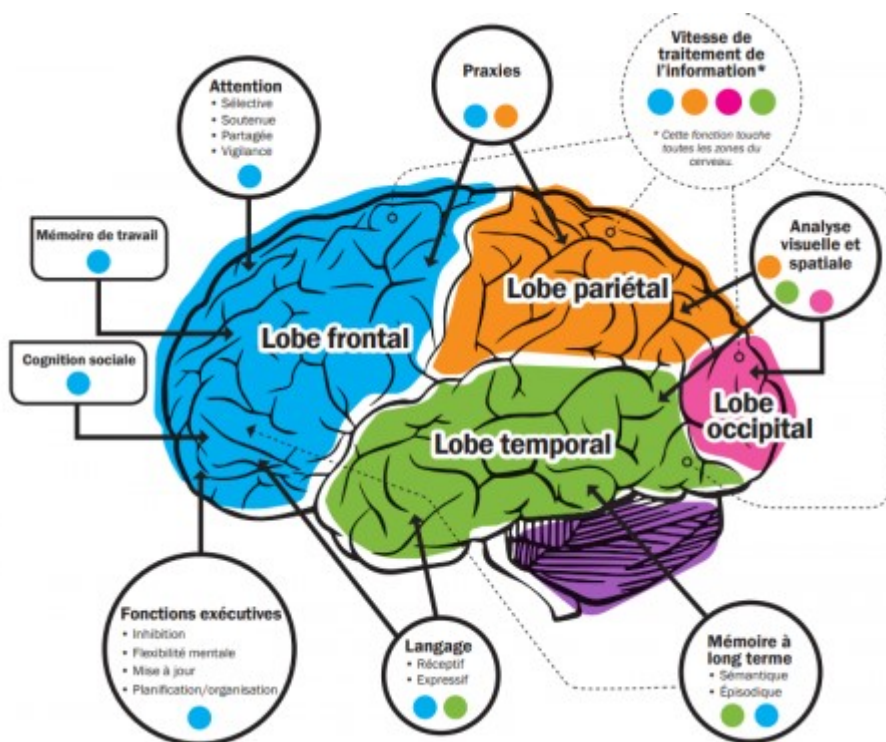 Attention
• Sélective
• Soutenue
• Partagée
• Vigilance
Praxies
Vitesse de
traitement de
l'information*
* Cette fonction touche
toutes les zones du
cerveau.
Mémoire de travail
Cognition sociale
Analyse
visuelle et
spatiale
Lobe frontal
Lobe pariétal
Lobe temporal
Lobe
occipital
Fonctions exécutives
• Inhibition
• Flexibilité mentale
• Mise à jour
• Planification/organisation
Langage
• Réceptif
• Expressif
Mémoire à
long terme
• Sémantique
• Épisodique